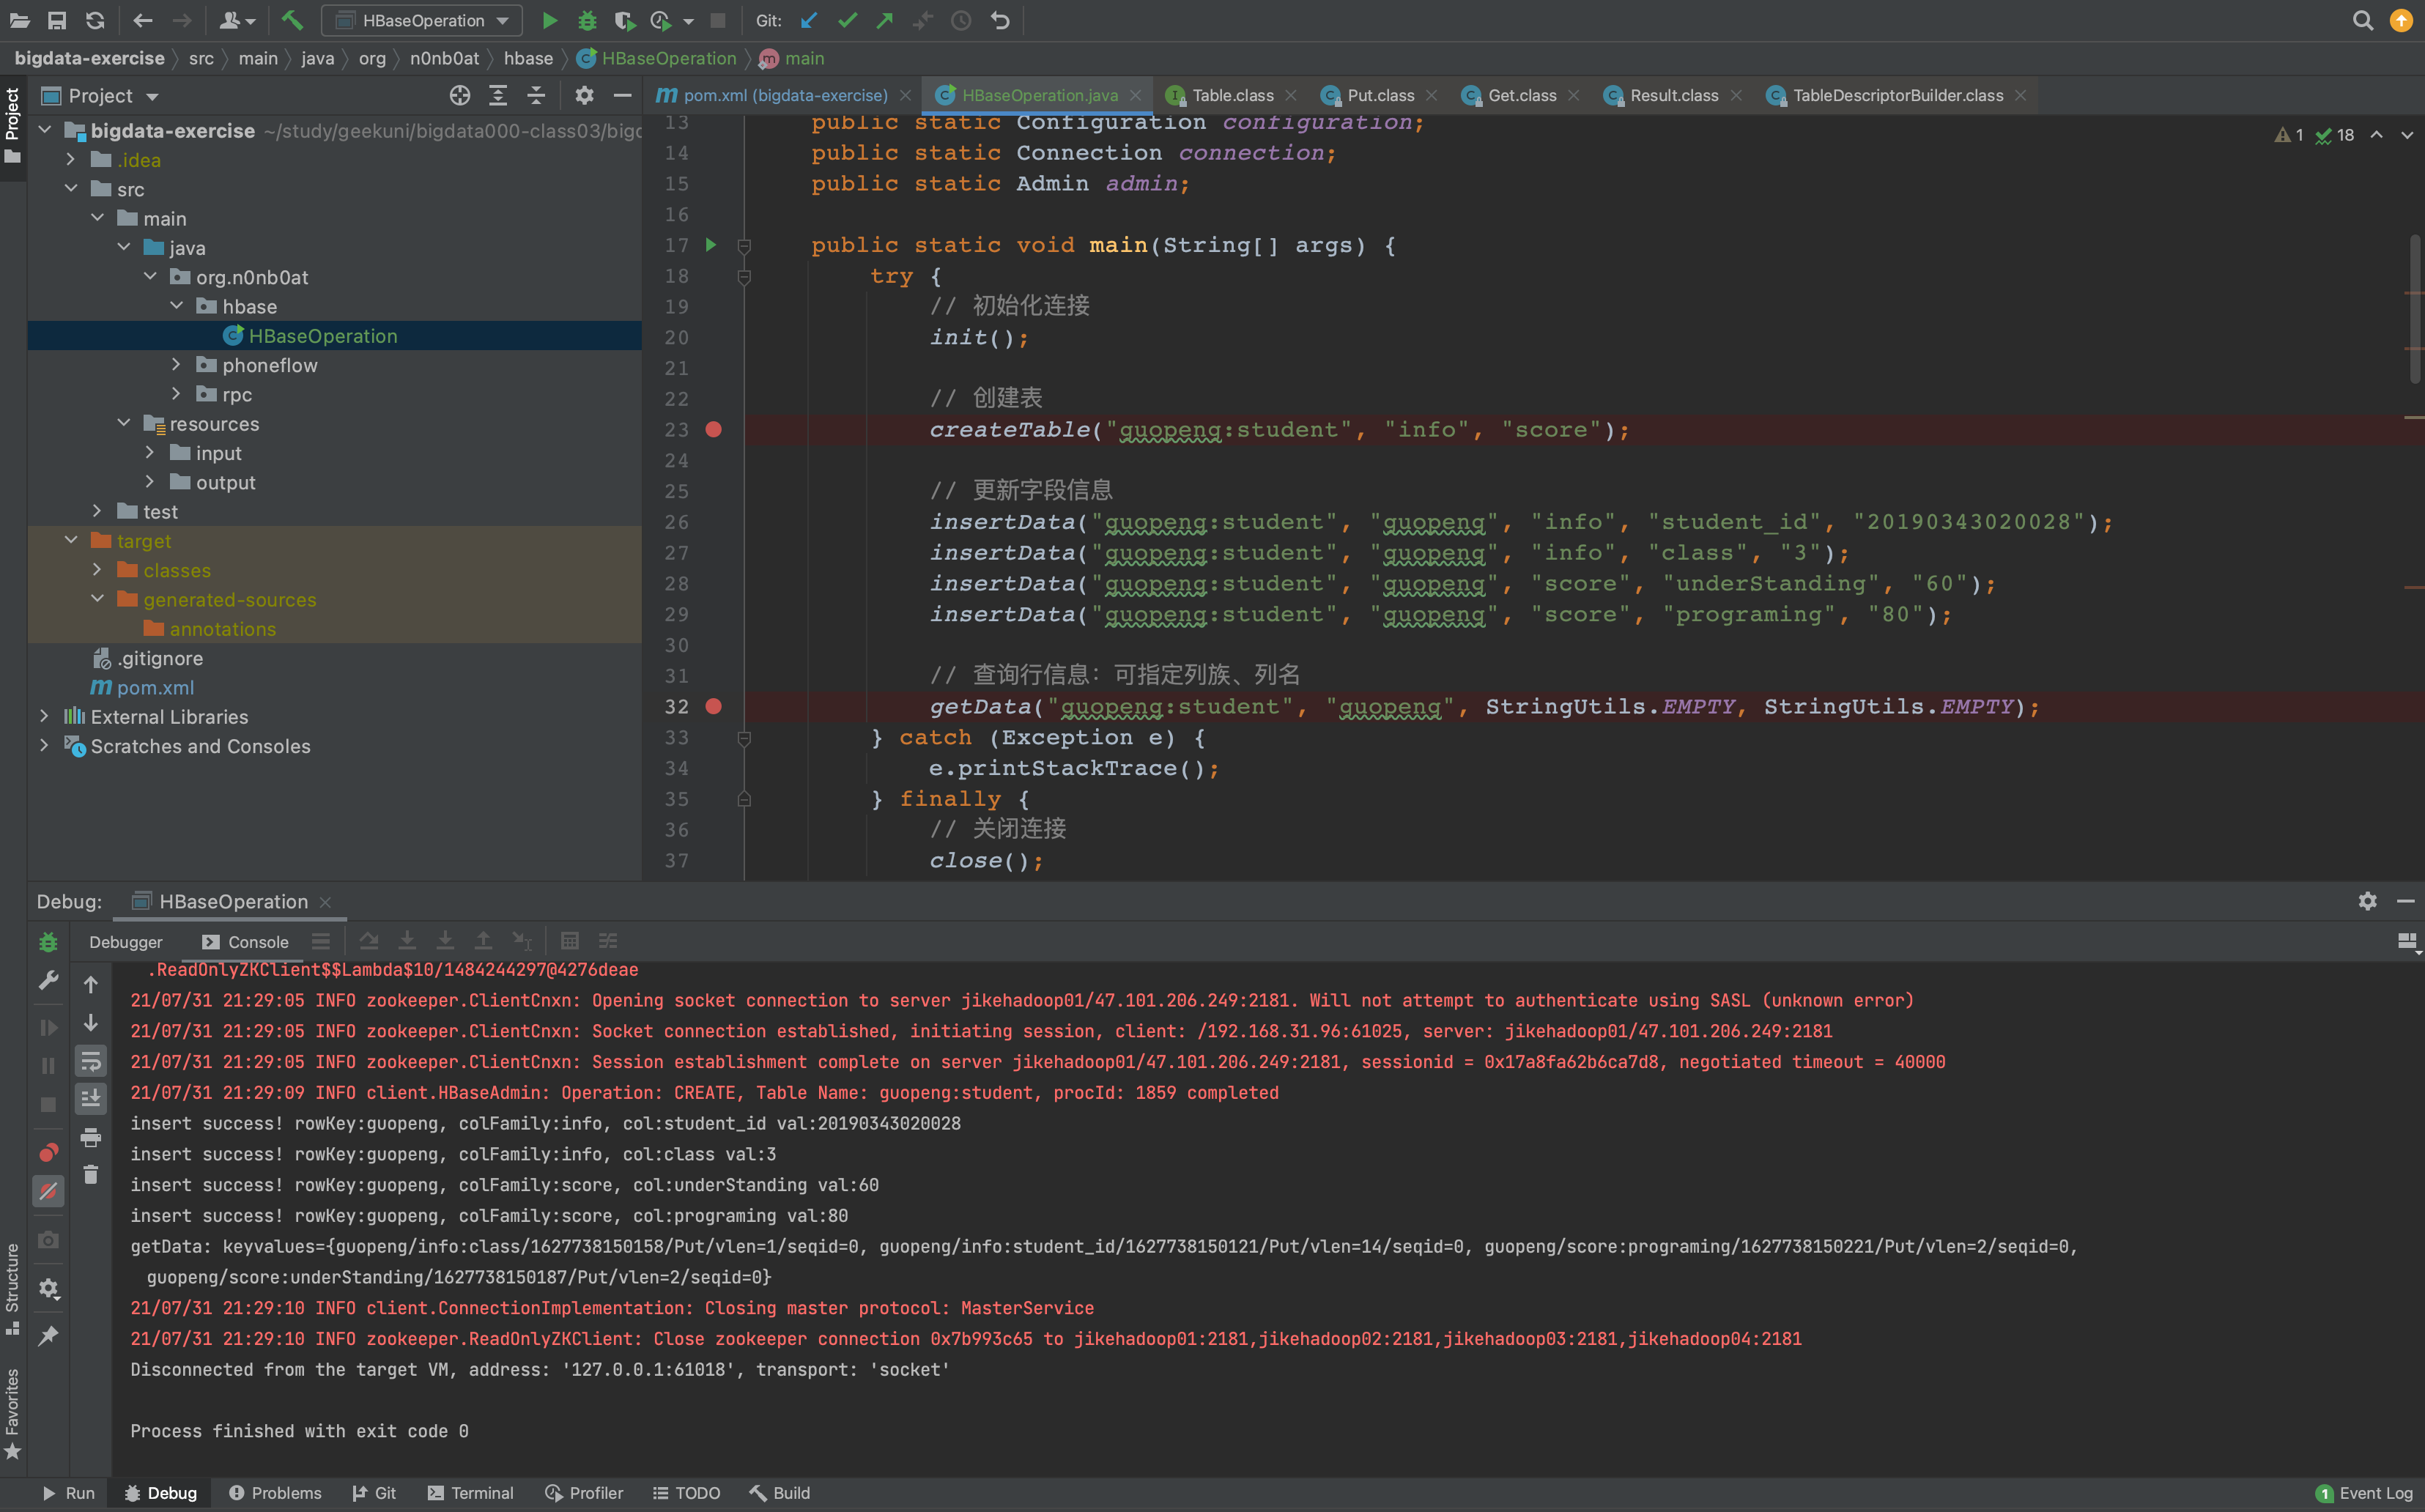 HBaseOperation Git:
bigdata-exercise src main java org n0nb0at hbase HBaseOperation main
Project
pom.xml (bigdata-exercise) HBaseOperation.java Table.class Put.class Get.class Result.class TableDescriptorBuilder.class
Project
bigdata-exercise ~/study/geekuni/bigdata000-class03/bigd
.idea
src
main
java
org.n0nb0at
hbase
HBaseOperation
phoneflow
rpc
resources
input
output
test
target
classes
generated-sources
annotations
.gitignore
pom.xml
External Libraries
Scratches and Consoles
1 18
13 public static Configuration configuration;
14 public static Connection connection;
15 public static Admin admin;
16
17 public static void main(String[] args) {
18 try {
19 // 初始化连接
20 init();
21
22 // 创建表
23 createTable("guopeng:student", "info", "score");
24
25 // 更新字段信息
26 insertData("guopeng:student", "guopeng", "info", "student_id", "20190343020028");
27 insertData("guopeng:student", "guopeng", "info", "class", "3");
28 insertData("guopeng:student", "guopeng", "score", "underStanding", "60");
29 insertData("guopeng:student", "guopeng", "score", "programing", "80");
30
31 // 查询行信息：可指定列族、列名
32 getData("guopeng:student", "guopeng", StringUtils.EMPTY, StringUtils.EMPTY);
33 } catch (Exception e) {
34 e.printStackTrace();
35 } finally {
36 // 关闭连接
37 close();
Debug: HBaseOperation
Debugger Console
.ReadOnlyZKClient$$Lambda$10/1484244297@4276deae
21/07/31 21:29:05 INFO zookeeper.ClientCnxn: Opening socket connection to server jikehadoop01/47.101.206.249:2181. Will not attempt to authenticate using SASL (unknown error)
21/07/31 21:29:05 INFO zookeeper.ClientCnxn: Socket connection established, initiating session, client: /192.168.31.96:61025, server: jikehadoop01/47.101.206.249:2181
21/07/31 21:29:05 INFO zookeeper.ClientCnxn: Session establishment complete on server jikehadoop01/47.101.206.249:2181, sessionid = 0x17a8fa62b6ca7d8, negotiated timeout = 40000
21/07/31 21:29:09 INFO client.HBaseAdmin: Operation: CREATE, Table Name: guopeng:student, procId: 1859 completed
insert success! rowKey:guopeng, colFamily:info, col:student_id val:20190343020028
insert success! rowKey:guopeng, colFamily:info, col:class val:3
insert success! rowKey:guopeng, colFamily:score, col:underStanding val:60
insert success! rowKey:guopeng, colFamily:score, col:programing val:80
getData: keyvalues={guopeng/info:class/1627738150158/Put/vlen=1/seqid=0, guopeng/info:student_id/1627738150121/Put/vlen=14/seqid=0, guopeng/score:programing/1627738150221/Put/vlen=2/seqid=0,
guopeng/score:underStanding/1627738150187/Put/vlen=2/seqid=0}
21/07/31 21:29:10 INFO client.ConnectionImplementation: Closing master protocol: MasterService
21/07/31 21:29:10 INFO zookeeper.ReadOnlyZKClient: Close zookeeper connection 0x7b993c65 to jikehadoop01:2181,jikehadoop02:2181,jikehadoop03:2181,jikehadoop04:2181
Disconnected from the target VM, address: '127.0.0.1:61018', transport: 'socket'
Process finished with exit code 0
Structure
Favorites
Run Debug Problems Git Terminal Profiler TODO Build 1 Event Log